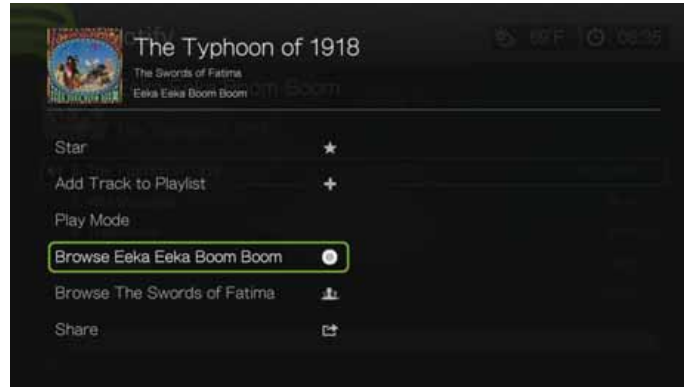 The Typhoon of 1918
The Swords of Fatima
Eeka Eeka Boom Boom
Star
Add Track to Playlist
Play Mode
Browse Eeka Eeka Boom Boom
Browse The Swords of Fatima
Share